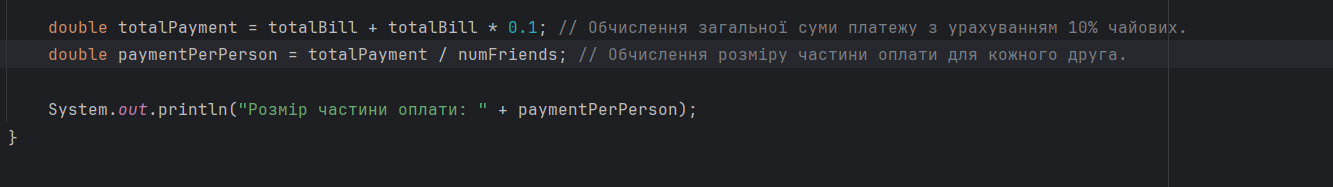 double totalPayment = totalBill + totalBill * 0.1; // Обчислення загальної суми платежу з урахуванням 10% чайових.
double paymentPerPerson = totalPayment / numFriends; // Обчислення розміру частини оплати для кожного друга.
System.out.println("Розмір частини оплати: " + paymentPerPerson);
}